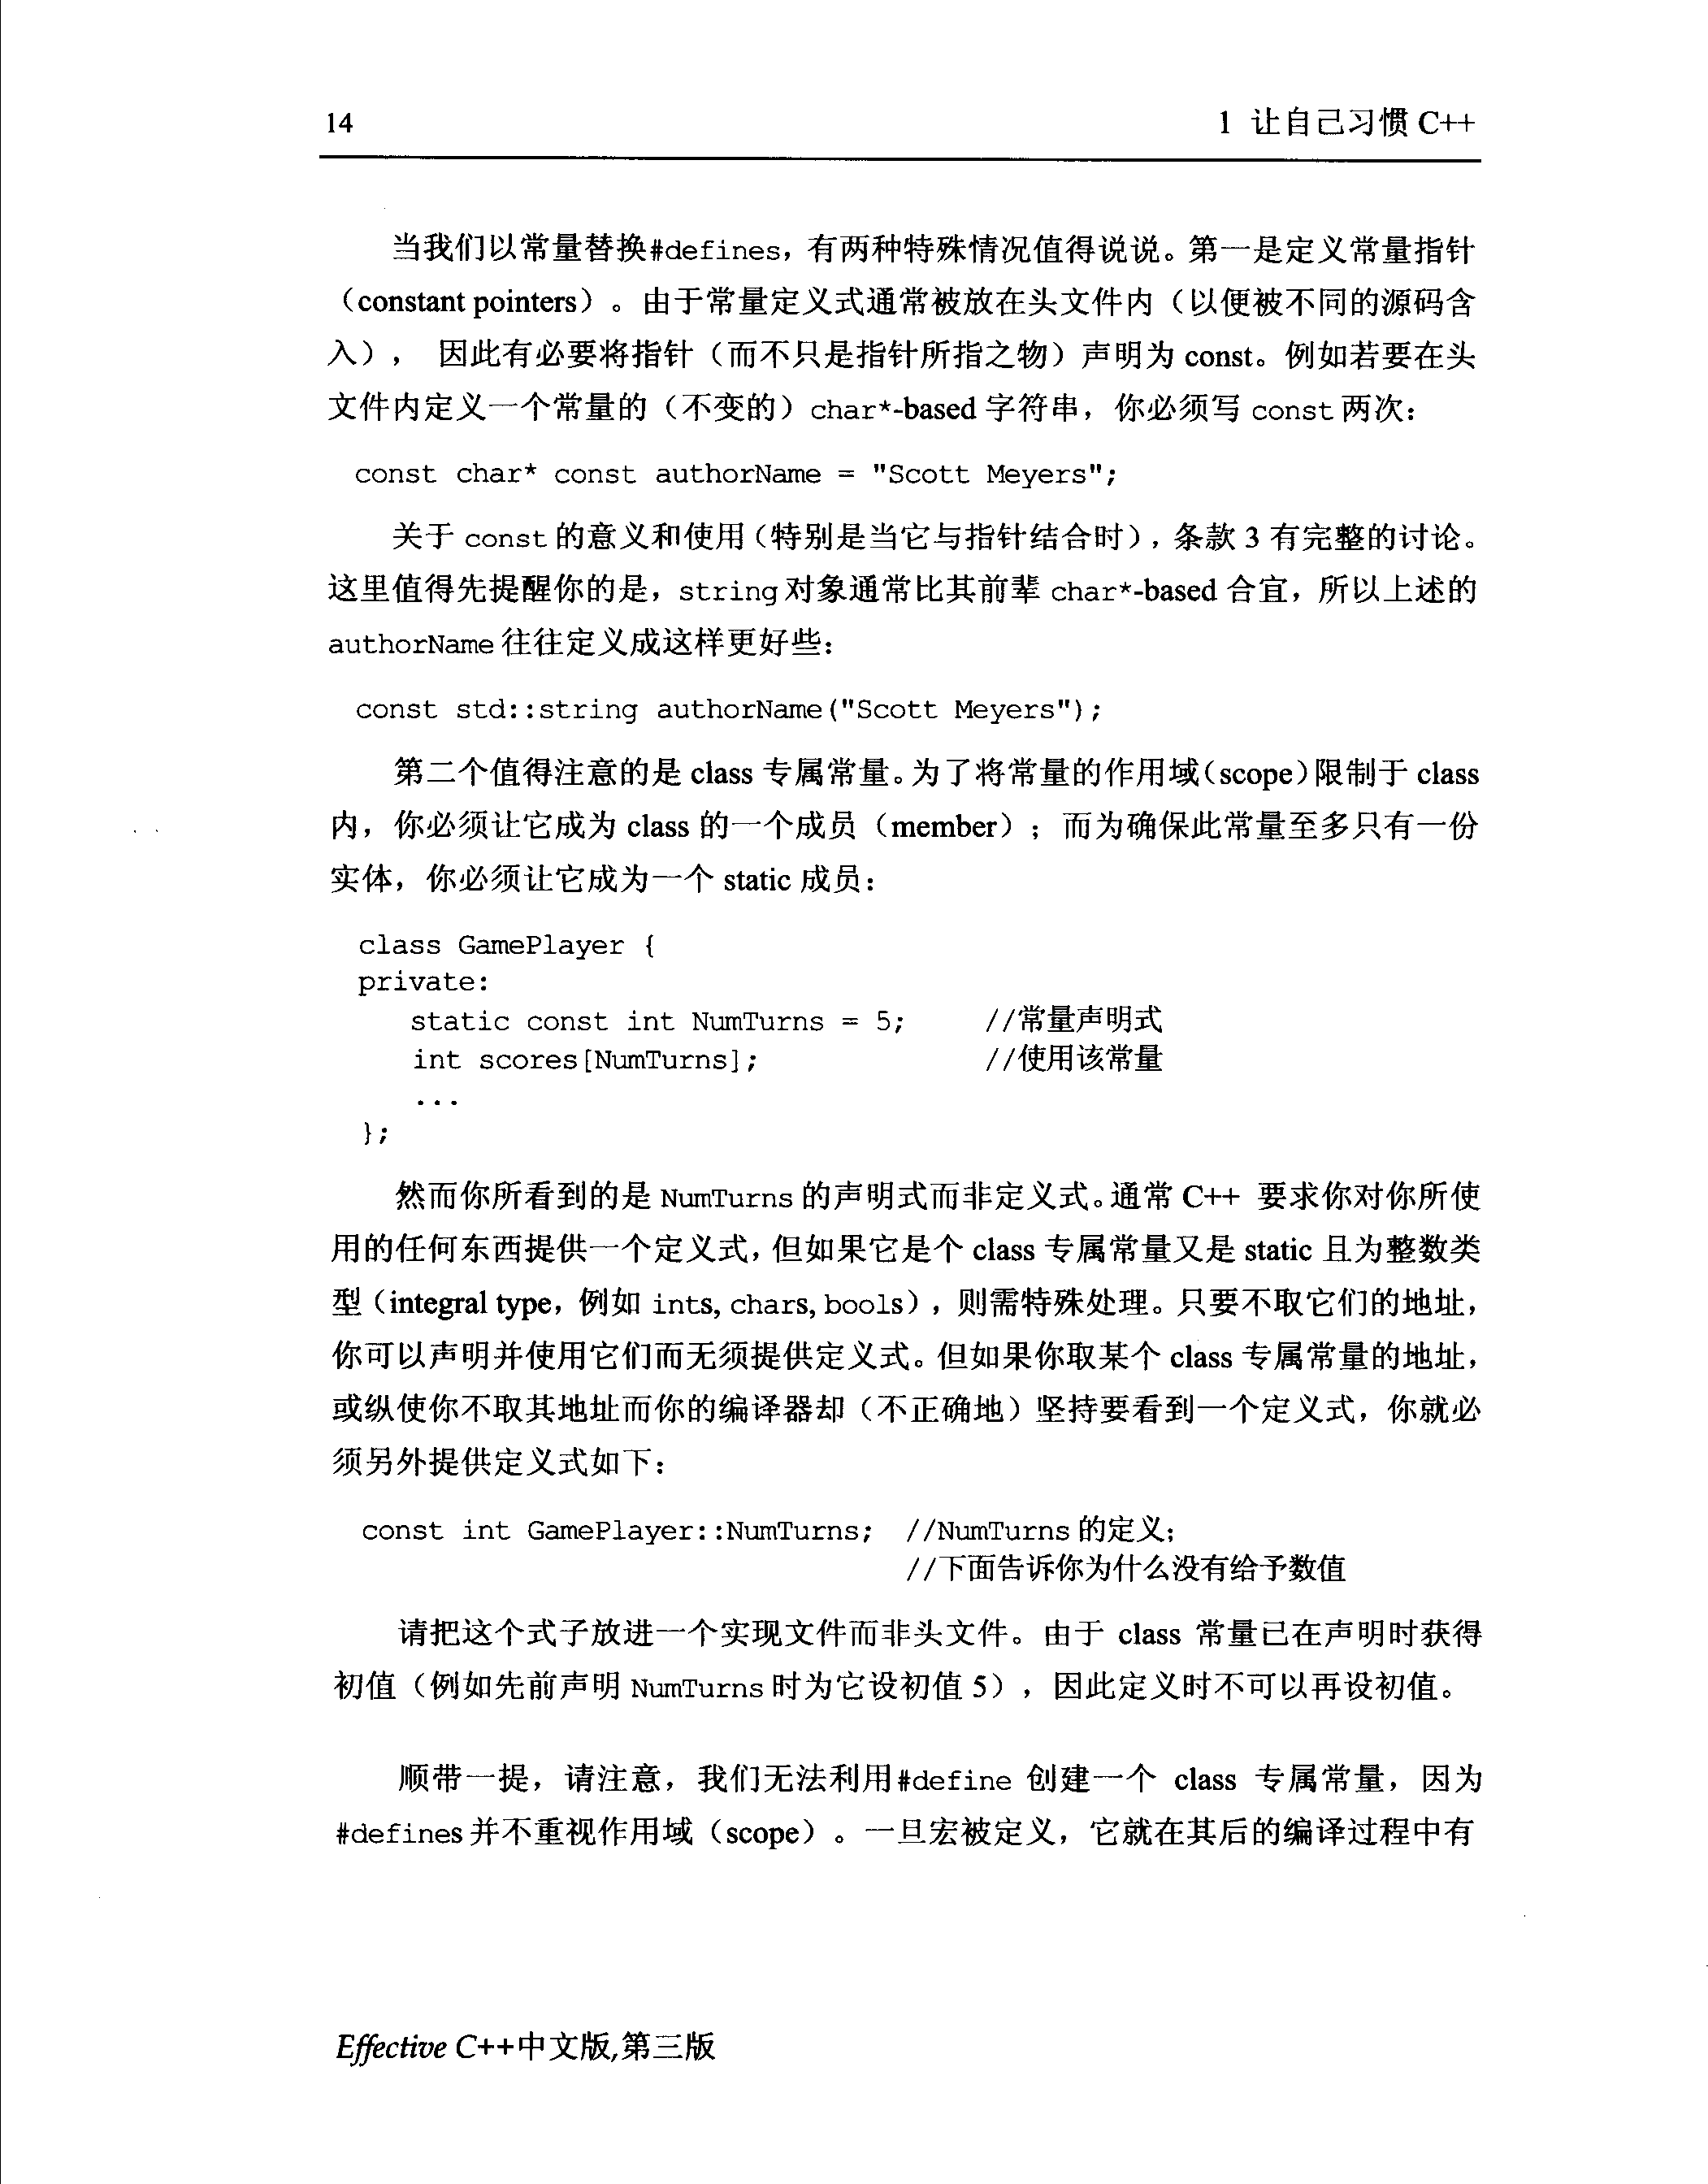 14
1 让自己习惯 C++
当我们以常量替换#defines，有两种特殊情况值得说说。第一是定义常量指针
（constant pointers）。由于常量定义式通常被放在头文件内（以便被不同的源码含
入）， 因此有必要将指针（而不只是指针所指之物）声明为 const。例如若要在头
文件内定义一个常量的（不变的）char*-based 字符串，你必须写 const 两次：
const char* const authorName = "Scott Meyers";
关于 const 的意义和使用（特别是当它与指针结合时），条款 3 有完整的讨论。
这里值得先提醒你的是，string 对象通常比其前辈 char*-based 合宜，所以上述的
authorName 往往定义成这样更好些：
const std::string authorName("Scott Meyers");
第二个值得注意的是 class 专属常量。为了将常量的作用域（scope）限制于 class
内，你必须让它成为 class 的一个成员（member）；而为确保此常量至多只有一份
实体，你必须让它成为一个 static 成员：
class GamePlayer {
private:
static const int NumTurns = 5; //常量声明式
int scores[NumTurns]; //使用该常量
...
};
然而你所看到的是 NumTurns 的声明式而非定义式。通常 C++ 要求你对你所使
用的任何东西提供一个定义式，但如果它是个 class 专属常量又是 static 且为整数类
型（integral type，例如 ints, chars, bools），则需特殊处理。只要不取它们的地址，
你可以声明并使用它们而无须提供定义式。但如果你取某个 class 专属常量的地址，
或纵使你不取其地址而你的编译器却（不正确地）坚持要看到一个定义式，你就必
须另外提供定义式如下：
const int GamePlayer::NumTurns; //NumTurns 的定义;
//下面告诉你为什么没有给予数值
请把这个式子放进一个实现文件而非头文件。由于 class 常量已在声明时获得
初值（例如先前声明 NumTurns 时为它设初值 5），因此定义时不可以再设初值。
顺带一提，请注意，我们无法利用#define 创建一个 class 专属常量，因为
#defines 并不重视作用域（scope）。一旦宏被定义，它就在其后的编译过程中有
Effective C++中文版,第三版